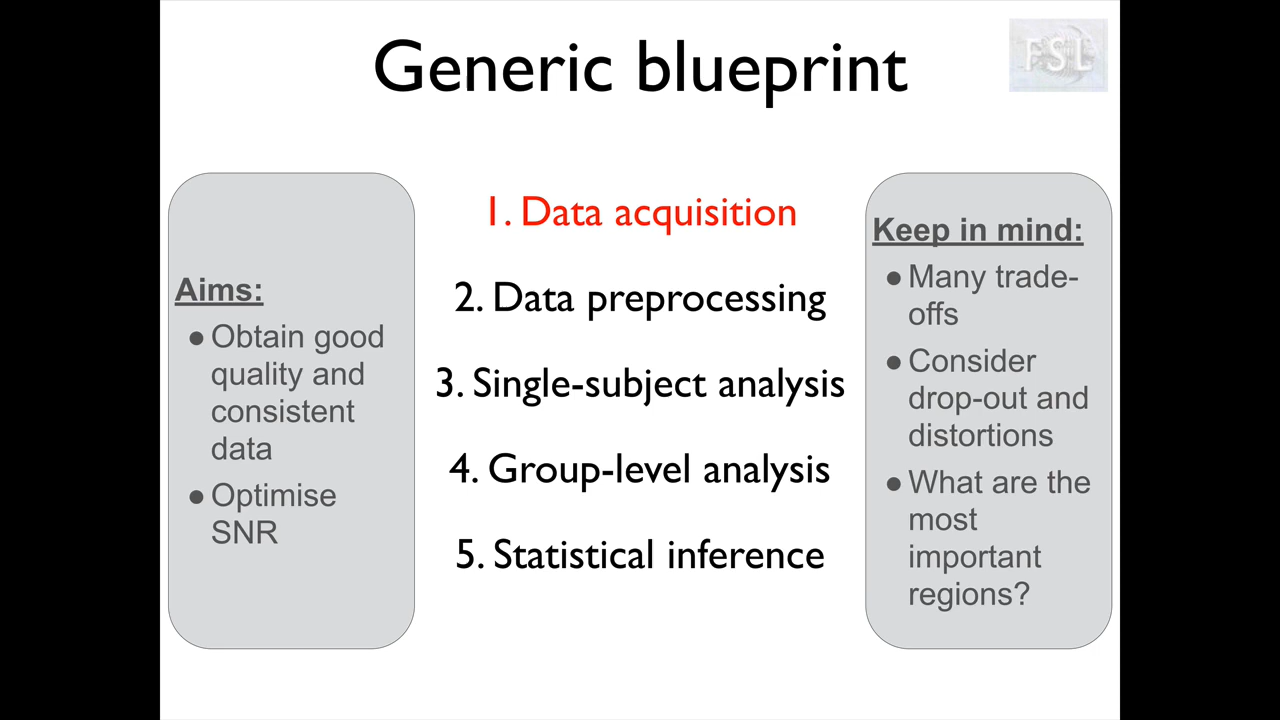 Generic blueprint
FSL
Aims:
● Obtain good
quality and
consistent
data
● Optimise
SNR
1. Data acquisition
2. Data preprocessing
3. Single-subject analysis
4. Group-level analysis
5. Statistical inference
Keep in mind:
● Many trade-
offs
● Consider
drop-out and
distortions
● What are the
most
important
regions?